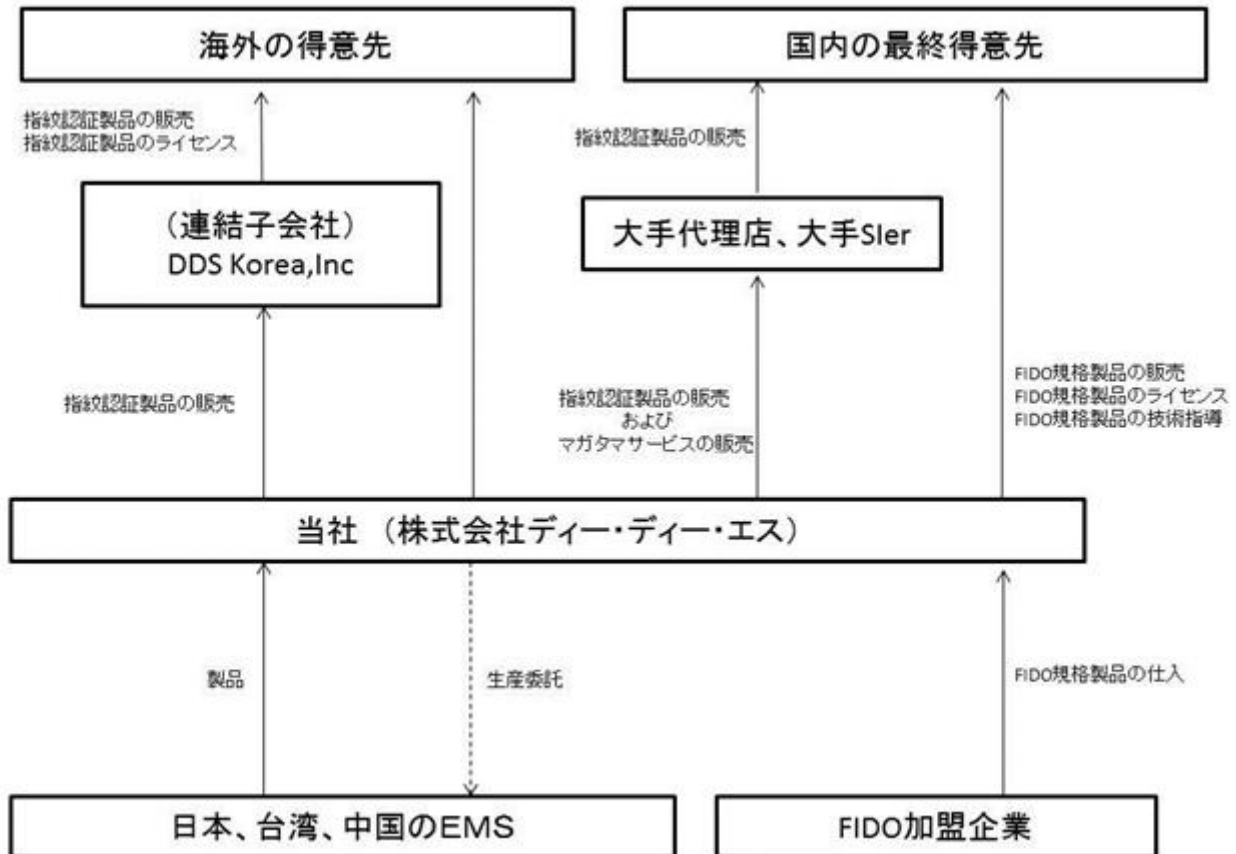 海外の得意先
国内の最終得意先
指紋認証製品の販売
指紋認証製品のライセンス
指紋認証製品の販売
(連結子会社)
DDS Korea,Inc
大手代理店、大手SIer
指紋認証製品の販売
指紋認証製品の販売
および
マガタマサービスの販売
FIDO規格製品の販売
FIDO規格製品のライセンス
FIDO規格製品の技術指導
当社 (株式会社ディー・ディー・エス)
製品
生産委託
FIDO規格製品の仕入
日本、台湾、中国のEMS
FIDO加盟企業